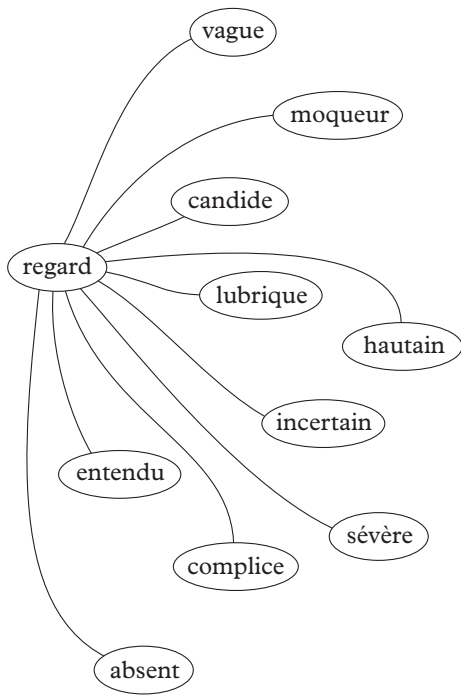 vague
moqueur
candide
regard
lubrique
hautain
incertain
entendu
sévère
complice
absent